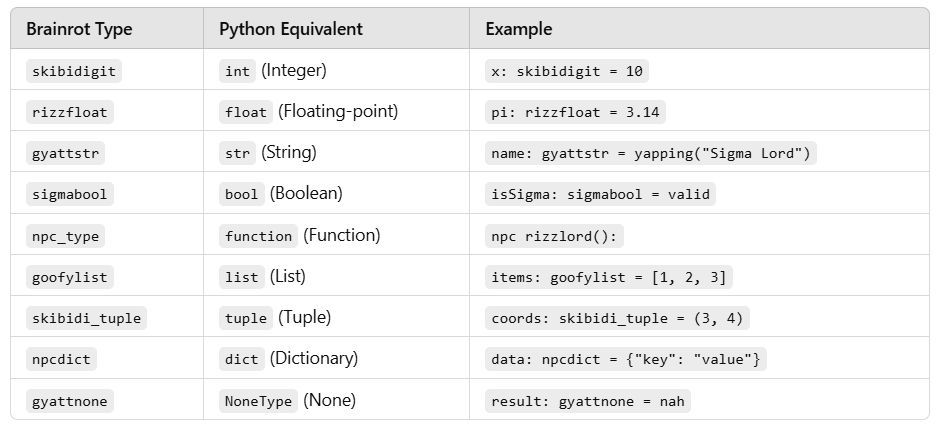 Brainrot Type Python Equivalent Example
skibidigit int (Integer) x: skibidigit = 10
rizzfloat float (Floating-point) pi: rizzfloat = 3.14
gyattstr str (String) name: gyattstr = yapping("Sigma Lord")
sigmabool bool (Boolean) isSigma: sigmabool = valid
npc_type function (Function) npc rizzlord():
goofylist list (List) items: goofylist = [1, 2, 3]
skibidi_tuple tuple (Tuple) coords: skibidi_tuple = (3, 4)
npcdict dict (Dictionary) data: npcdict = {"key": "value"}
gyattnone NoneType (None) result: gyattnone = nah